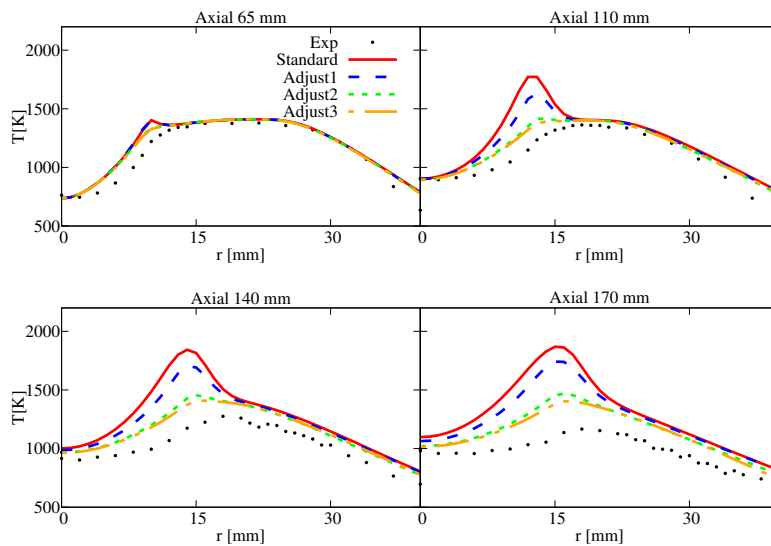 Axial 65 mm
Axial 110 mm
2000
1500
1000
500
T[K]
Exp
Standard
Adjust1
Adjust2
Adjust3
0
15
30
r [mm]
0
15
30
r [mm]
Axial 140 mm
Axial 170 mm
2000
1500
1000
500
T[K]
0
15
30
r [mm]
0
15
30
r [mm]